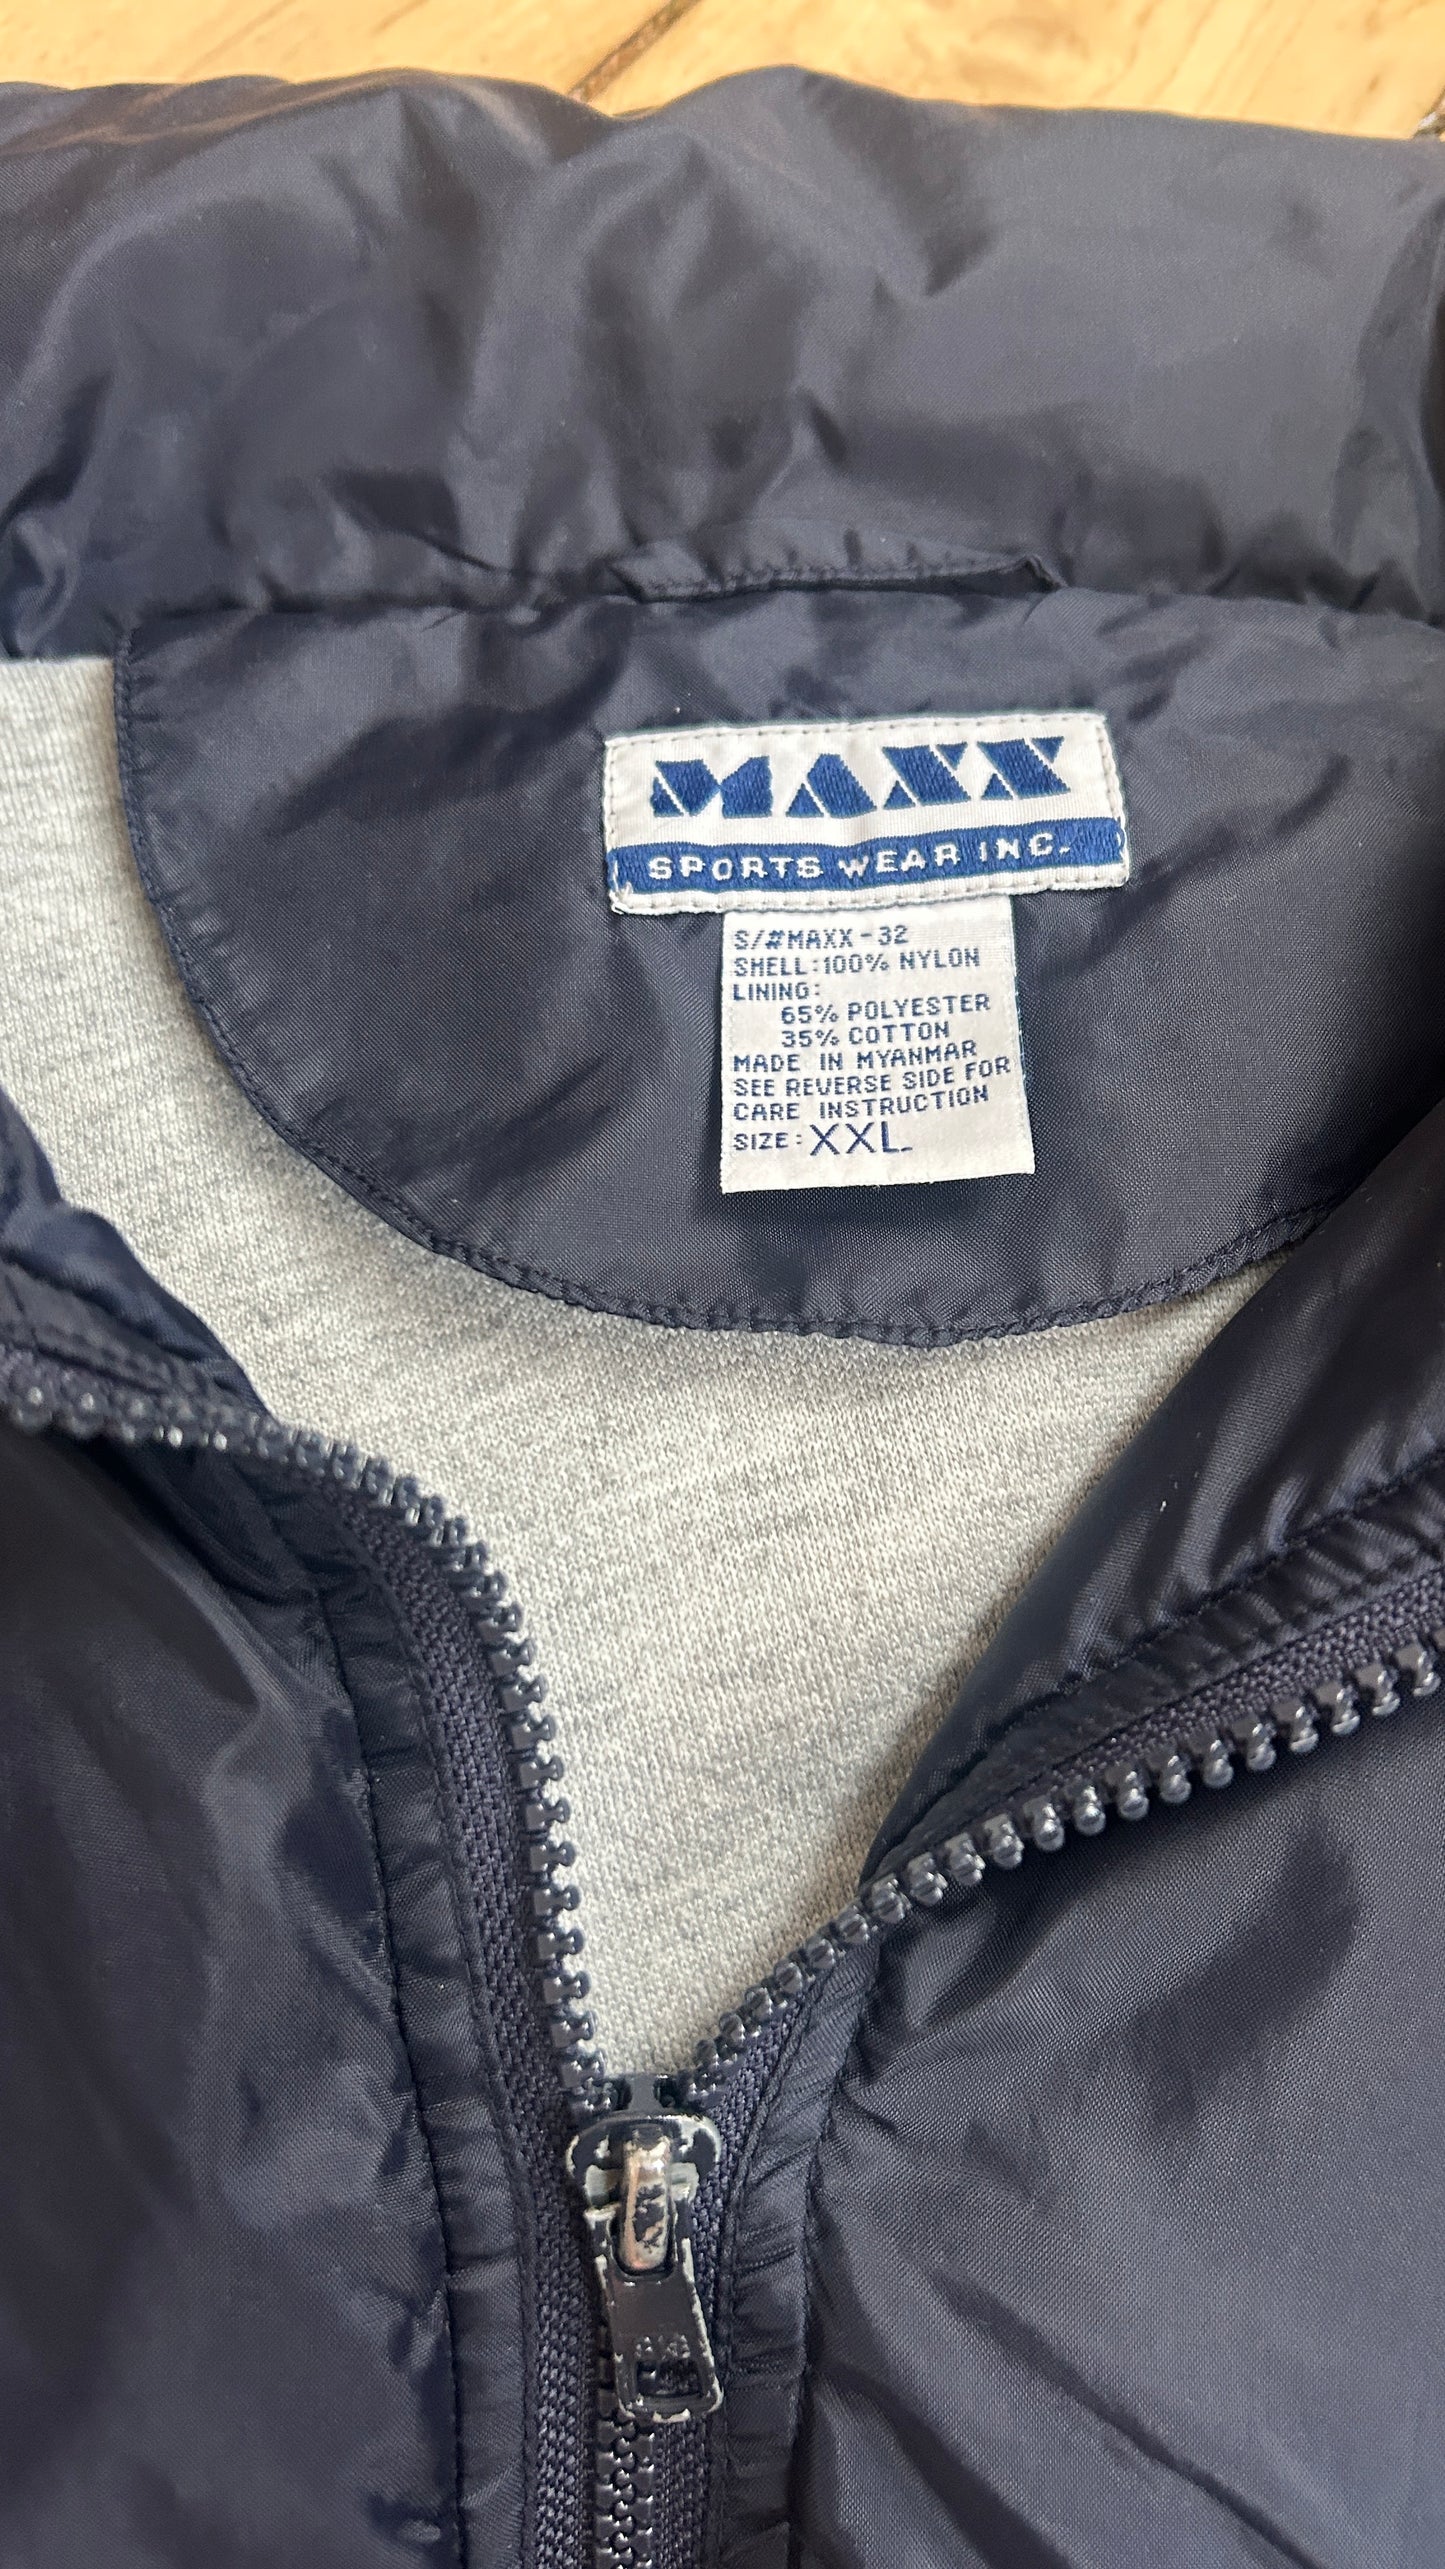 MAXX
SPORTS WEAR INC.
S/#MAXX-32
SHELL:100% NYLON
LINING:
65% POLYESTER
35% COTTON
MADE IN MYANMAR
SEE REVERSE SIDE FOR
CARE INSTRUCTION
SIZE: XXL